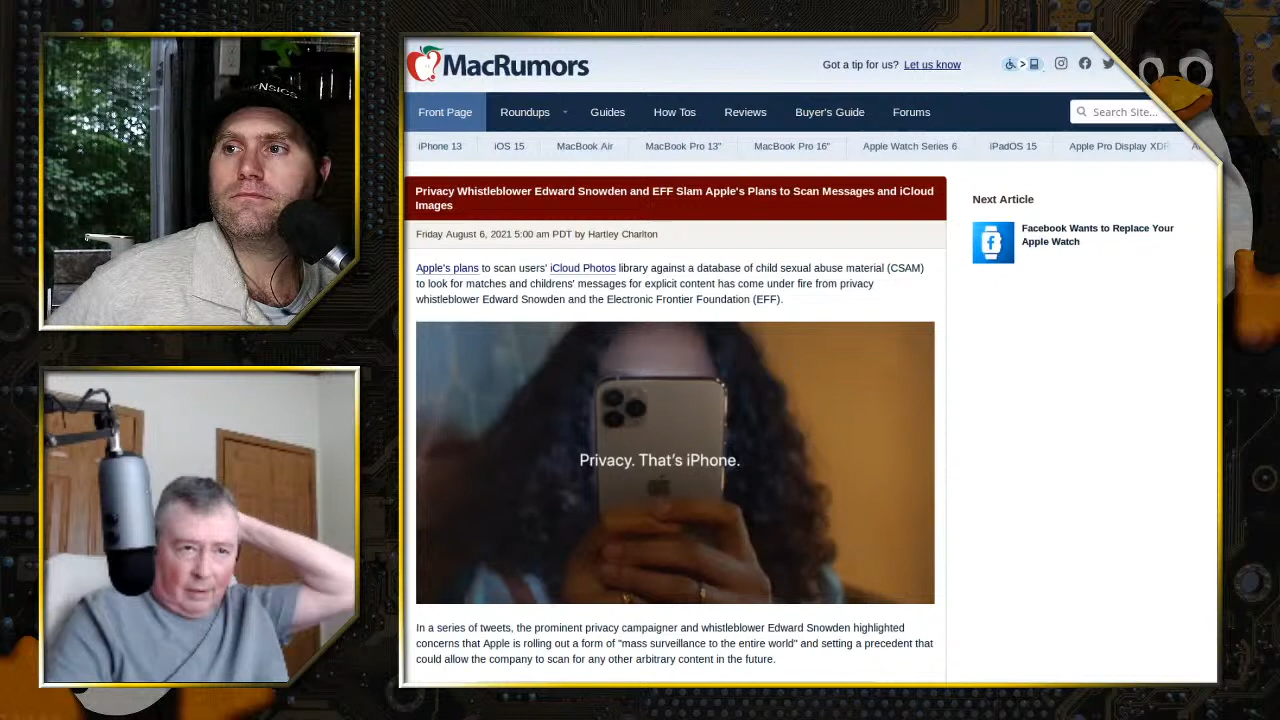 MacRumors
Got a tip for us? Let us know
Front Page
Roundups
Guides
How Tos
Reviews
Buyer's Guide
Forums
Search Site...
iPhone 13
iOS 15
MacBook Air
MacBook Pro 13"
MacBook Pro 16"
Apple Watch Series 6
iPadOS 15
Apple Pro Display XDR
Privacy Whistleblower Edward Snowden and EFF Slam Apple's Plans to Scan Messages and iCloud
Images
Friday August 6, 2021 5:00 am PDT by Hartley Charlton
Apple's plans to scan users' iCloud Photos library against a database of child sexual abuse material (CSAM)
to look for matches and childrens' messages for explicit content has come under fire from privacy
whistleblower Edward Snowden and the Electronic Frontier Foundation (EFF).
Privacy. That's iPhone.
In a series of tweets, the prominent privacy campaigner and whistleblower Edward Snowden highlighted
concerns that Apple is rolling out a form of "mass surveillance to the entire world" and setting a precedent that
could allow the company to scan for any other arbitrary content in the future.
Next Article
Facebook Wants to Replace Your
Apple Watch